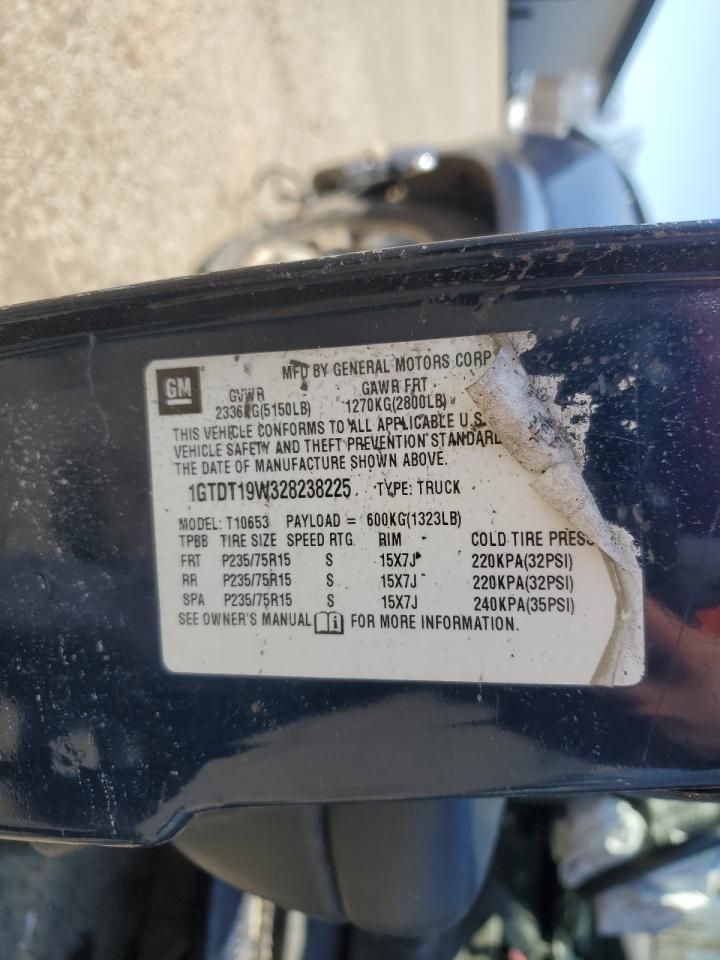 GM
MFD BY GENERAL MOTORS CORP
GVWR GAWR FRT
2336KG(5150LB) 1270KG(2800LB)
THIS VEHICLE CONFORMS TO ALL APPLICABLE U.S.
VEHICLE SAFETY AND THEFT PREVENTION STANDARD
THE DATE OF MANUFACTURE SHOWN ABOVE.
1GTDT19W328238225 TYPE: TRUCK
MODEL: T10653 PAYLOAD = 600KG(1323LB)
TPBB TIRE SIZE SPEED RTG RIM COLD TIRE PRESS
FRT P235/75R15 S 15X7J 220KPA(32PSI)
RR P235/75R15 S 15X7J 220KPA(32PSI)
SPA P235/75R15 S 15X7J 240KPA(35PSI)
SEE OWNER'S MANUAL FOR MORE INFORMATION.